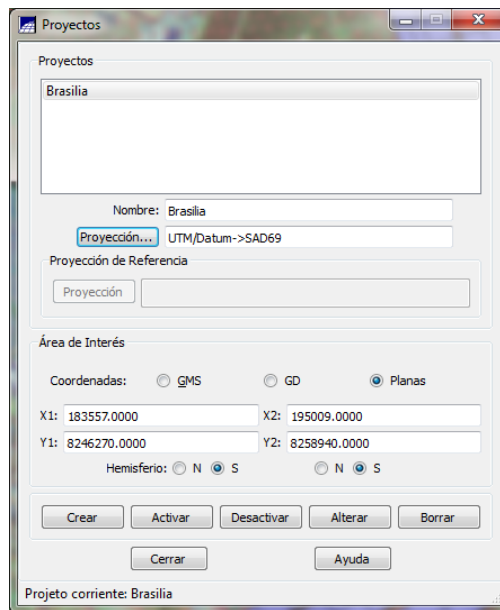 Proyectos
Proyectos
Brasilia
Nombre: Brasilia
Proyección... UTM/Datum->SAD69
Proyección de Referencia
Proyección
Área de Interés
Coordenadas: GMS GD Planas
X1: 183557.0000 X2: 195009.0000
Y1: 8246270.0000 Y2: 8258940.0000
Hemisferio: N S N S
Crear Activar Desactivar Alterar Borrar
Cerrar Ayuda
Projeto corriente: Brasilia